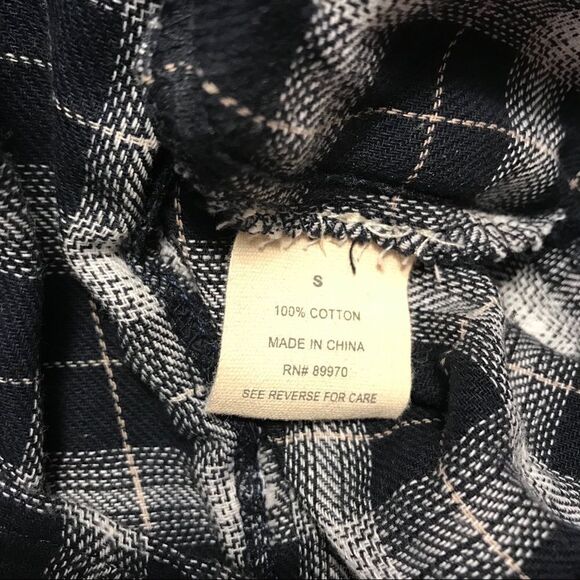 S
100% COTTON
MADE IN CHINA
RN# 89970
SEE REVERSE FOR CARE